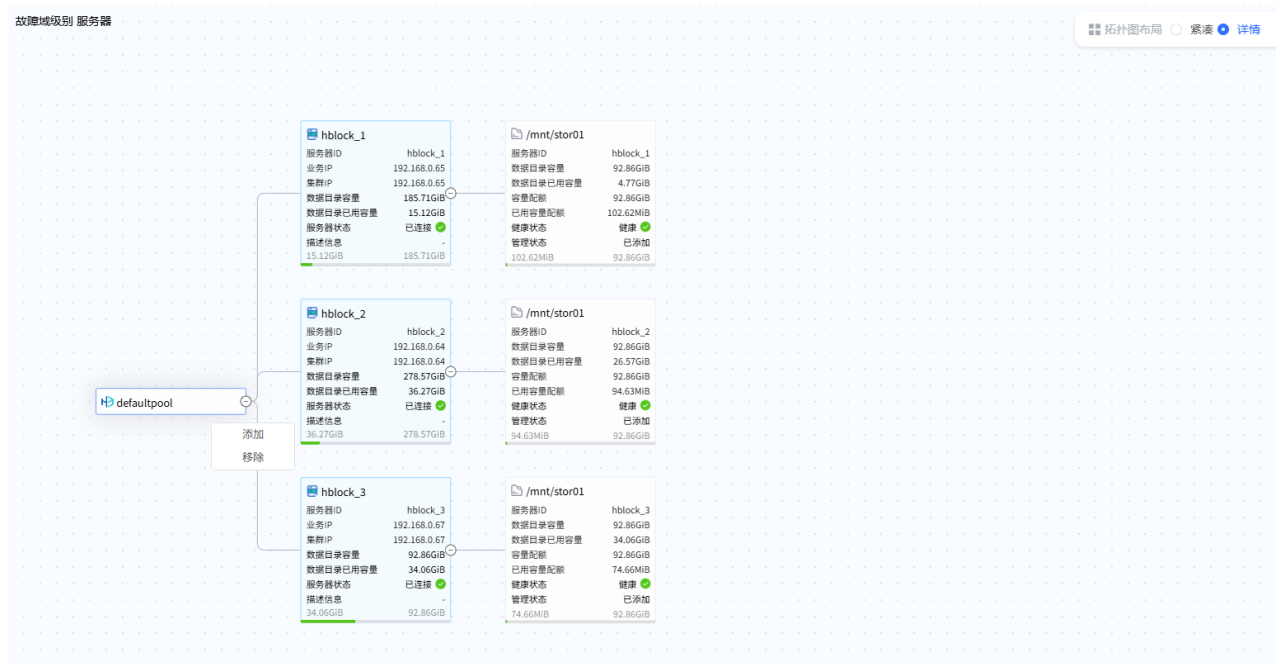 故障域级别 服务器
拓扑图布局 紧凑 详情
hblock_1
服务器ID hblock_1
业务IP 192.168.0.65
集群IP 192.168.0.65
数据目录容量 185.71GiB
数据目录已用容量 15.12GiB
服务器状态 已连接
描述信息 -
15.12GiB 185.71GiB
/mnt/stor01
服务器ID hblock_1
数据目录容量 92.86GiB
数据目录已用容量 4.77GiB
容量配额 92.86GiB
已用容量配额 102.62MiB
健康状态 健康
管理状态 已添加
102.62MiB 92.86GiB
hblock_2
服务器ID hblock_2
业务IP 192.168.0.64
集群IP 192.168.0.64
数据目录容量 278.57GiB
数据目录已用容量 36.27GiB
服务器状态 已连接
描述信息 -
36.27GiB 278.57GiB
/mnt/stor01
服务器ID hblock_2
数据目录容量 92.86GiB
数据目录已用容量 26.57GiB
容量配额 92.86GiB
已用容量配额 94.63MiB
健康状态 健康
管理状态 已添加
94.63MiB 92.86GiB
defaultpool
添加
移除
hblock_3
服务器ID hblock_3
业务IP 192.168.0.67
集群IP 192.168.0.67
数据目录容量 92.86GiB
数据目录已用容量 34.06GiB
服务器状态 已连接
描述信息 -
34.06GiB 92.86GiB
/mnt/stor01
服务器ID hblock_3
数据目录容量 92.86GiB
数据目录已用容量 34.06GiB
容量配额 92.86GiB
已用容量配额 74.66MiB
健康状态 健康
管理状态 已添加
74.66MiB 92.86GiB